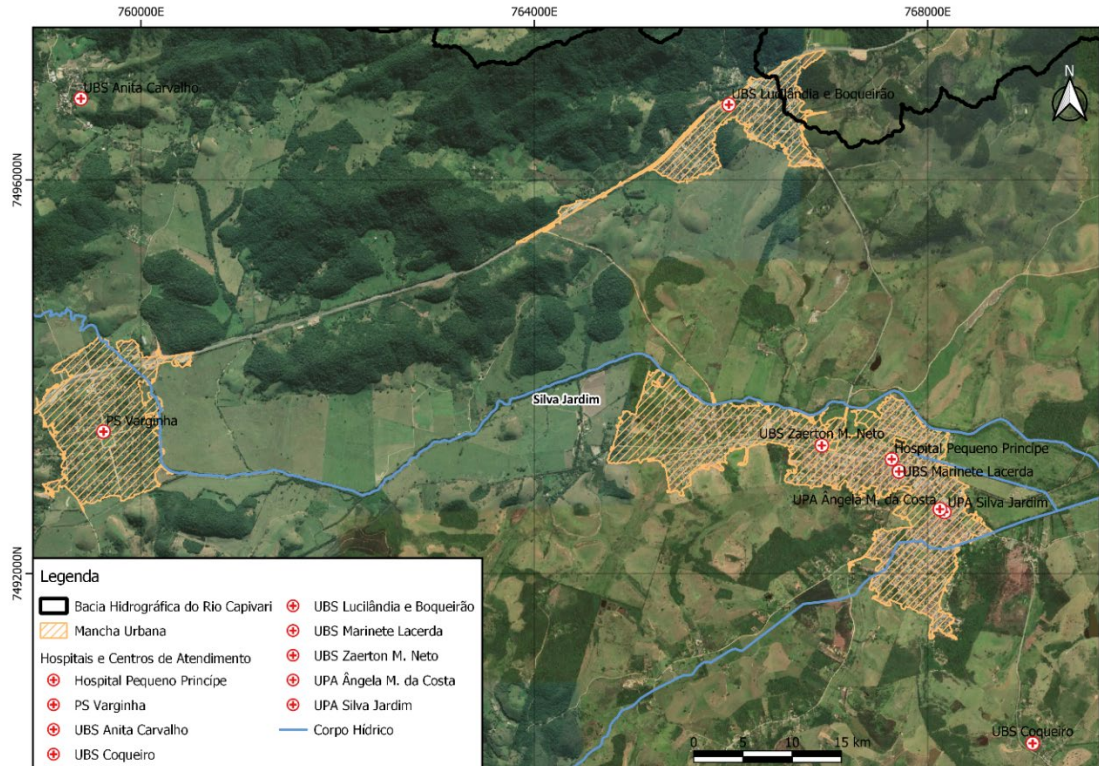 760000E
764000E
768000E
7496000N
7492000N
N
UBS Anita Carvalho
UBS Lucilândia e Boqueirão
PS Varginha
Silva Jardim
UBS Zaerton M. Neto
Hospital Pequeno Princípe
UBS Marinete Lacerda
UPA Ângela M. da Costa
UPA Silva Jardim
UBS Coqueiro
Legenda
Bacia Hidrográfica do Rio Capivari
Mancha Urbana
Hospitais e Centros de Atendimento
Hospital Pequeno Princípe
PS Varginha
UBS Anita Carvalho
UBS Coqueiro
UBS Lucilândia e Boqueirão
UBS Marinete Lacerda
UBS Zaerton M. Neto
UPA Ângela M. da Costa
UPA Silva Jardim
Corpo Hídrico
0 5 10 15 km